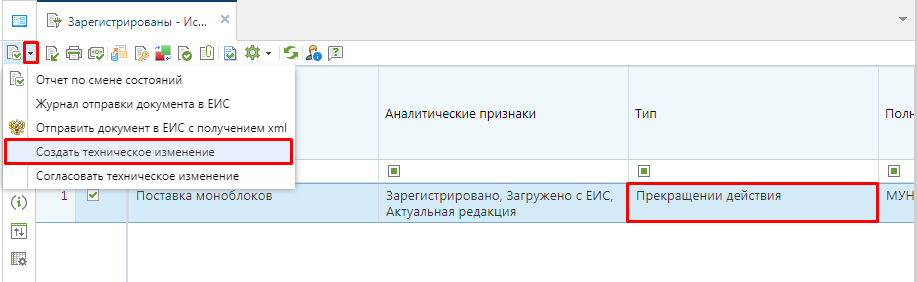 Зарегистрированы - Ис...
Отчет по смене состояний
Журнал отправки документа в ЕИС
Отправить документ в ЕИС с получением xml
Создать техническое изменение
Согласовать техническое изменение
Аналитические признаки
Тип
Полн
1
Поставка моноблоков
Зарегистрировано, Загружено с ЕИС,
Актуальная редакция
Прекращении действия
МУН